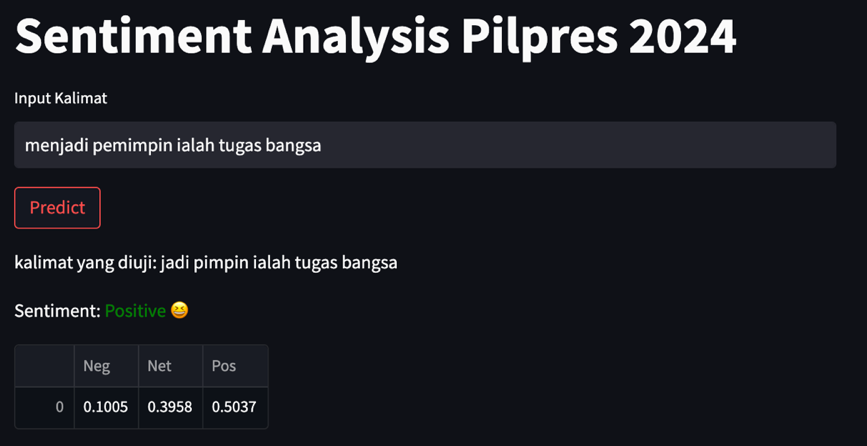 Sentiment Analysis Pilpres 2024
Input Kalimat
menjadi pemimpin ialah tugas bangsa
Predict
kalimat yang diuji: jadi pimpin ialah tugas bangsa
Sentiment: Positive 😆
Neg Net Pos
0 0.1005 0.3958 0.5037